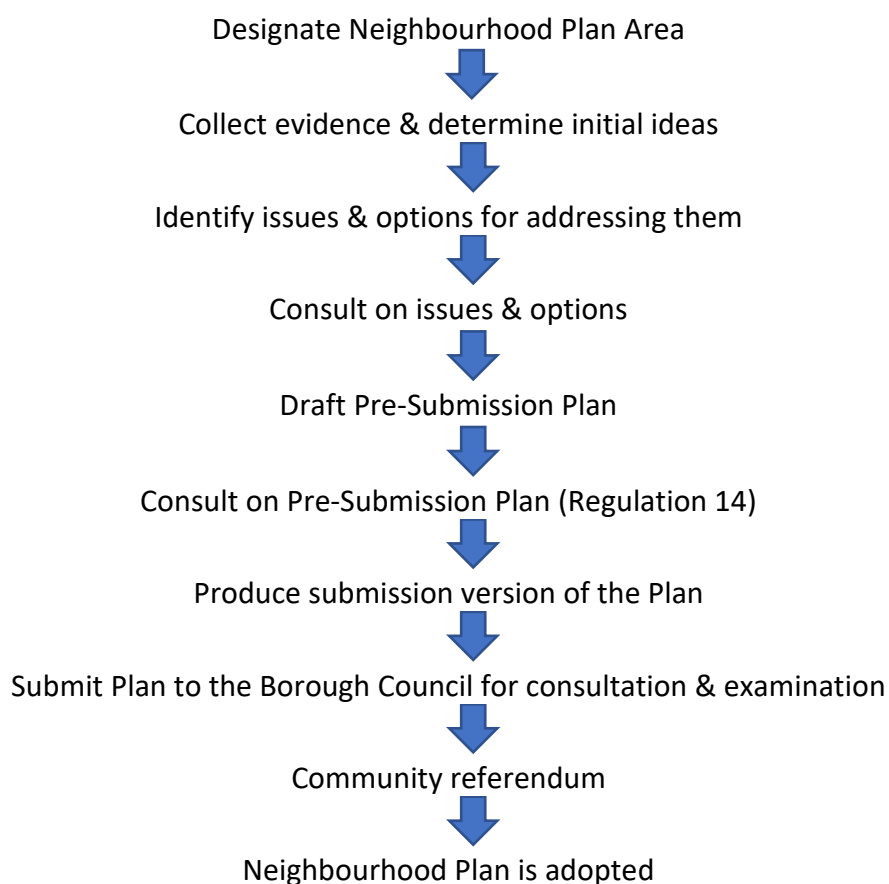 Designate Neighbourhood Plan Area
Collect evidence & determine initial ideas
Identify issues & options for addressing them
Consult on issues & options
Draft Pre-Submission Plan
Consult on Pre-Submission Plan (Regulation 14)
Produce submission version of the Plan
Submit Plan to the Borough Council for consultation & examination
Community referendum
Neighbourhood Plan is adopted